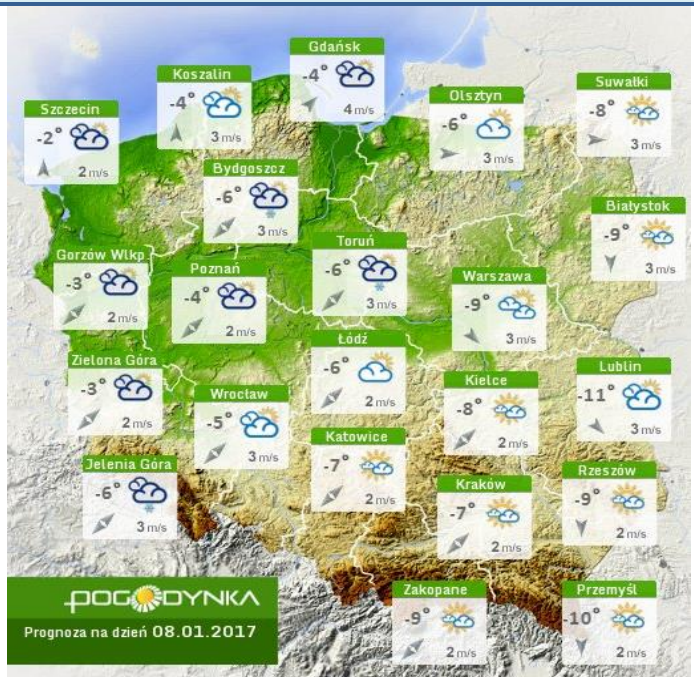 Gdańsk
-4°
4 m/s
Koszalin
-4°
3 m/s
Szczecin
-2°
2 m/s
Olsztyn
-6°
3 m/s
Suwałki
-8°
3 m/s
Bydgoszcz
-6°
3 m/s
Białystok
-9°
3 m/s
Gorzów Wlkp
-3°
2 m/s
Poznań
-4°
2 m/s
Toruń
-6°
3 m/s
Warszawa
-9°
3 m/s
Łódź
-6°
2 m/s
Zielona Góra
-3°
2 m/s
Wrocław
-5°
3 m/s
Kielce
-8°
2 m/s
Lublin
-11°
3 m/s
Katowice
-7°
2 m/s
Jelenia Góra
-6°
3 m/s
Kraków
-7°
2 m/s
Rzeszów
-9°
2 m/s
Zakopane
-9°
2 m/s
Przemyśl
-10°
2 m/s
POGODYNKA
Prognoza na dzień 08.01.2017